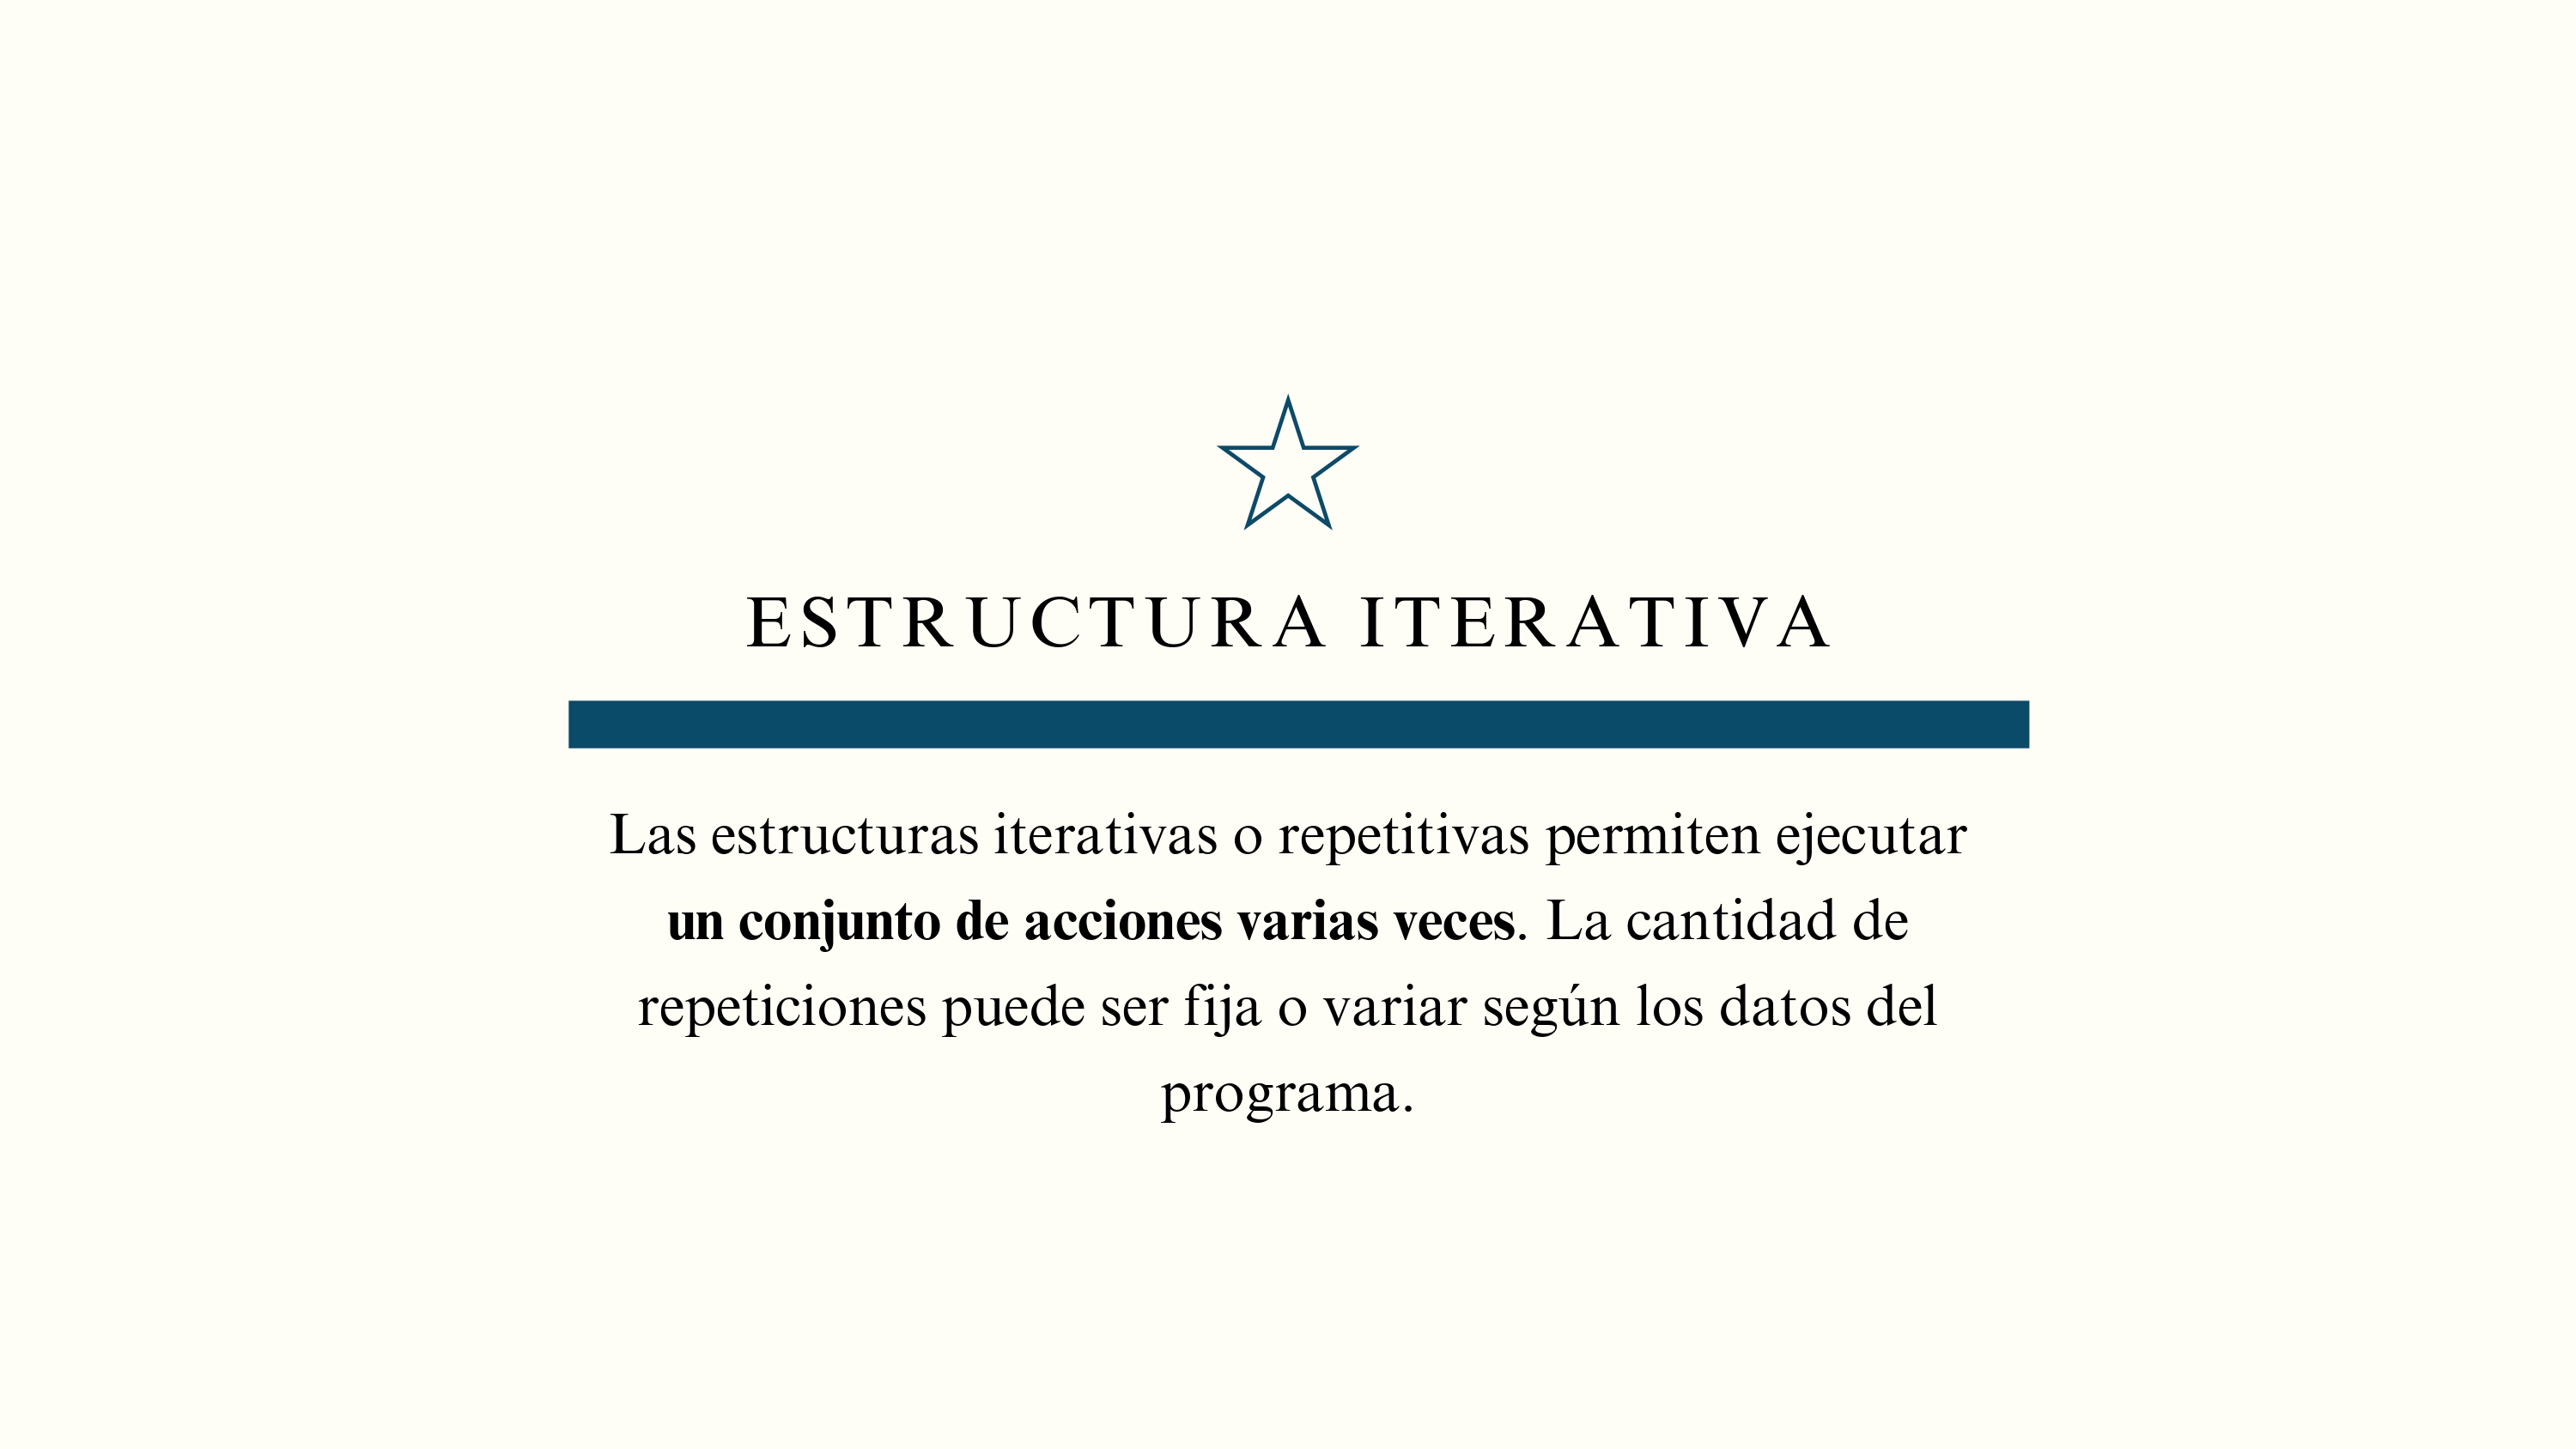 ESTRUCTURA ITERATIVA
Las estructuras iterativas o repetitivas permiten ejecutar
un conjunto de acciones varias veces. La cantidad de
repeticiones puede ser fija o variar según los datos del
programa.